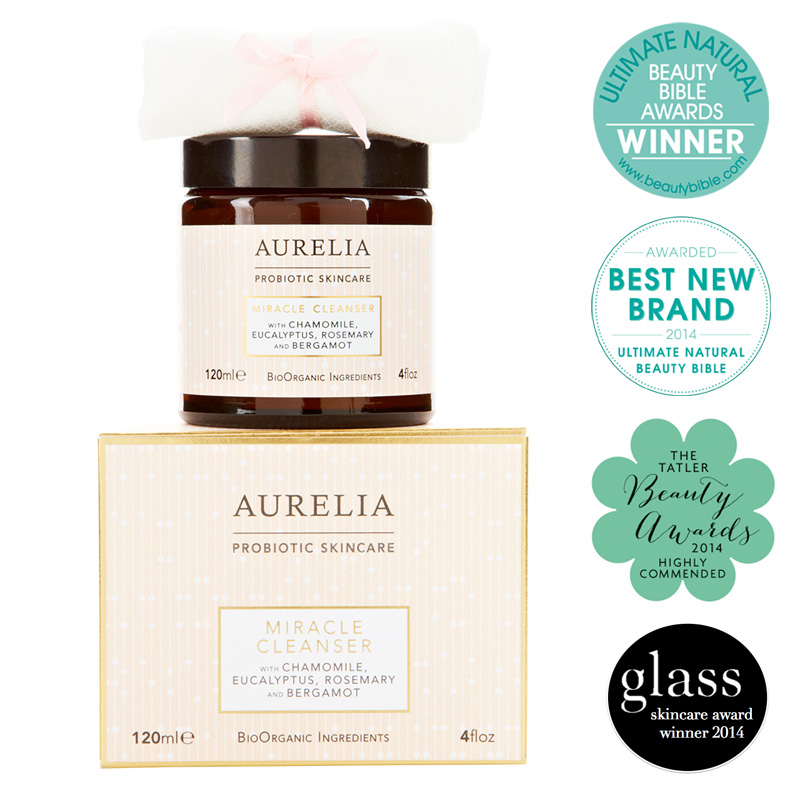 AURELIA
PROBIOTIC SKINCARE
MIRACLE CLEANSER
WITH CHAMOMILE,
EUCALYPTUS, ROSEMARY
AND BERGAMOT
120ml℮ BIOORGANIC INGREDIENTS 4floz
AURELIA
PROBIOTIC SKINCARE
MIRACLE
CLEANSER
WITH CHAMOMILE,
EUCALYPTUS, ROSEMARY
AND BERGAMOT
120ml℮ BIOORGANIC INGREDIENTS 4floz
ULTIMATE NATURAL
BEAUTY
BIBLE
AWARDS
WINNER
www.beautybible.com
AWARDED
BEST NEW
BRAND
2014
ULTIMATE NATURAL
BEAUTY BIBLE
THE
TATLER
Beauty
Awards
2014
HIGHLY
COMMENDED
glass
skincare award
winner 2014